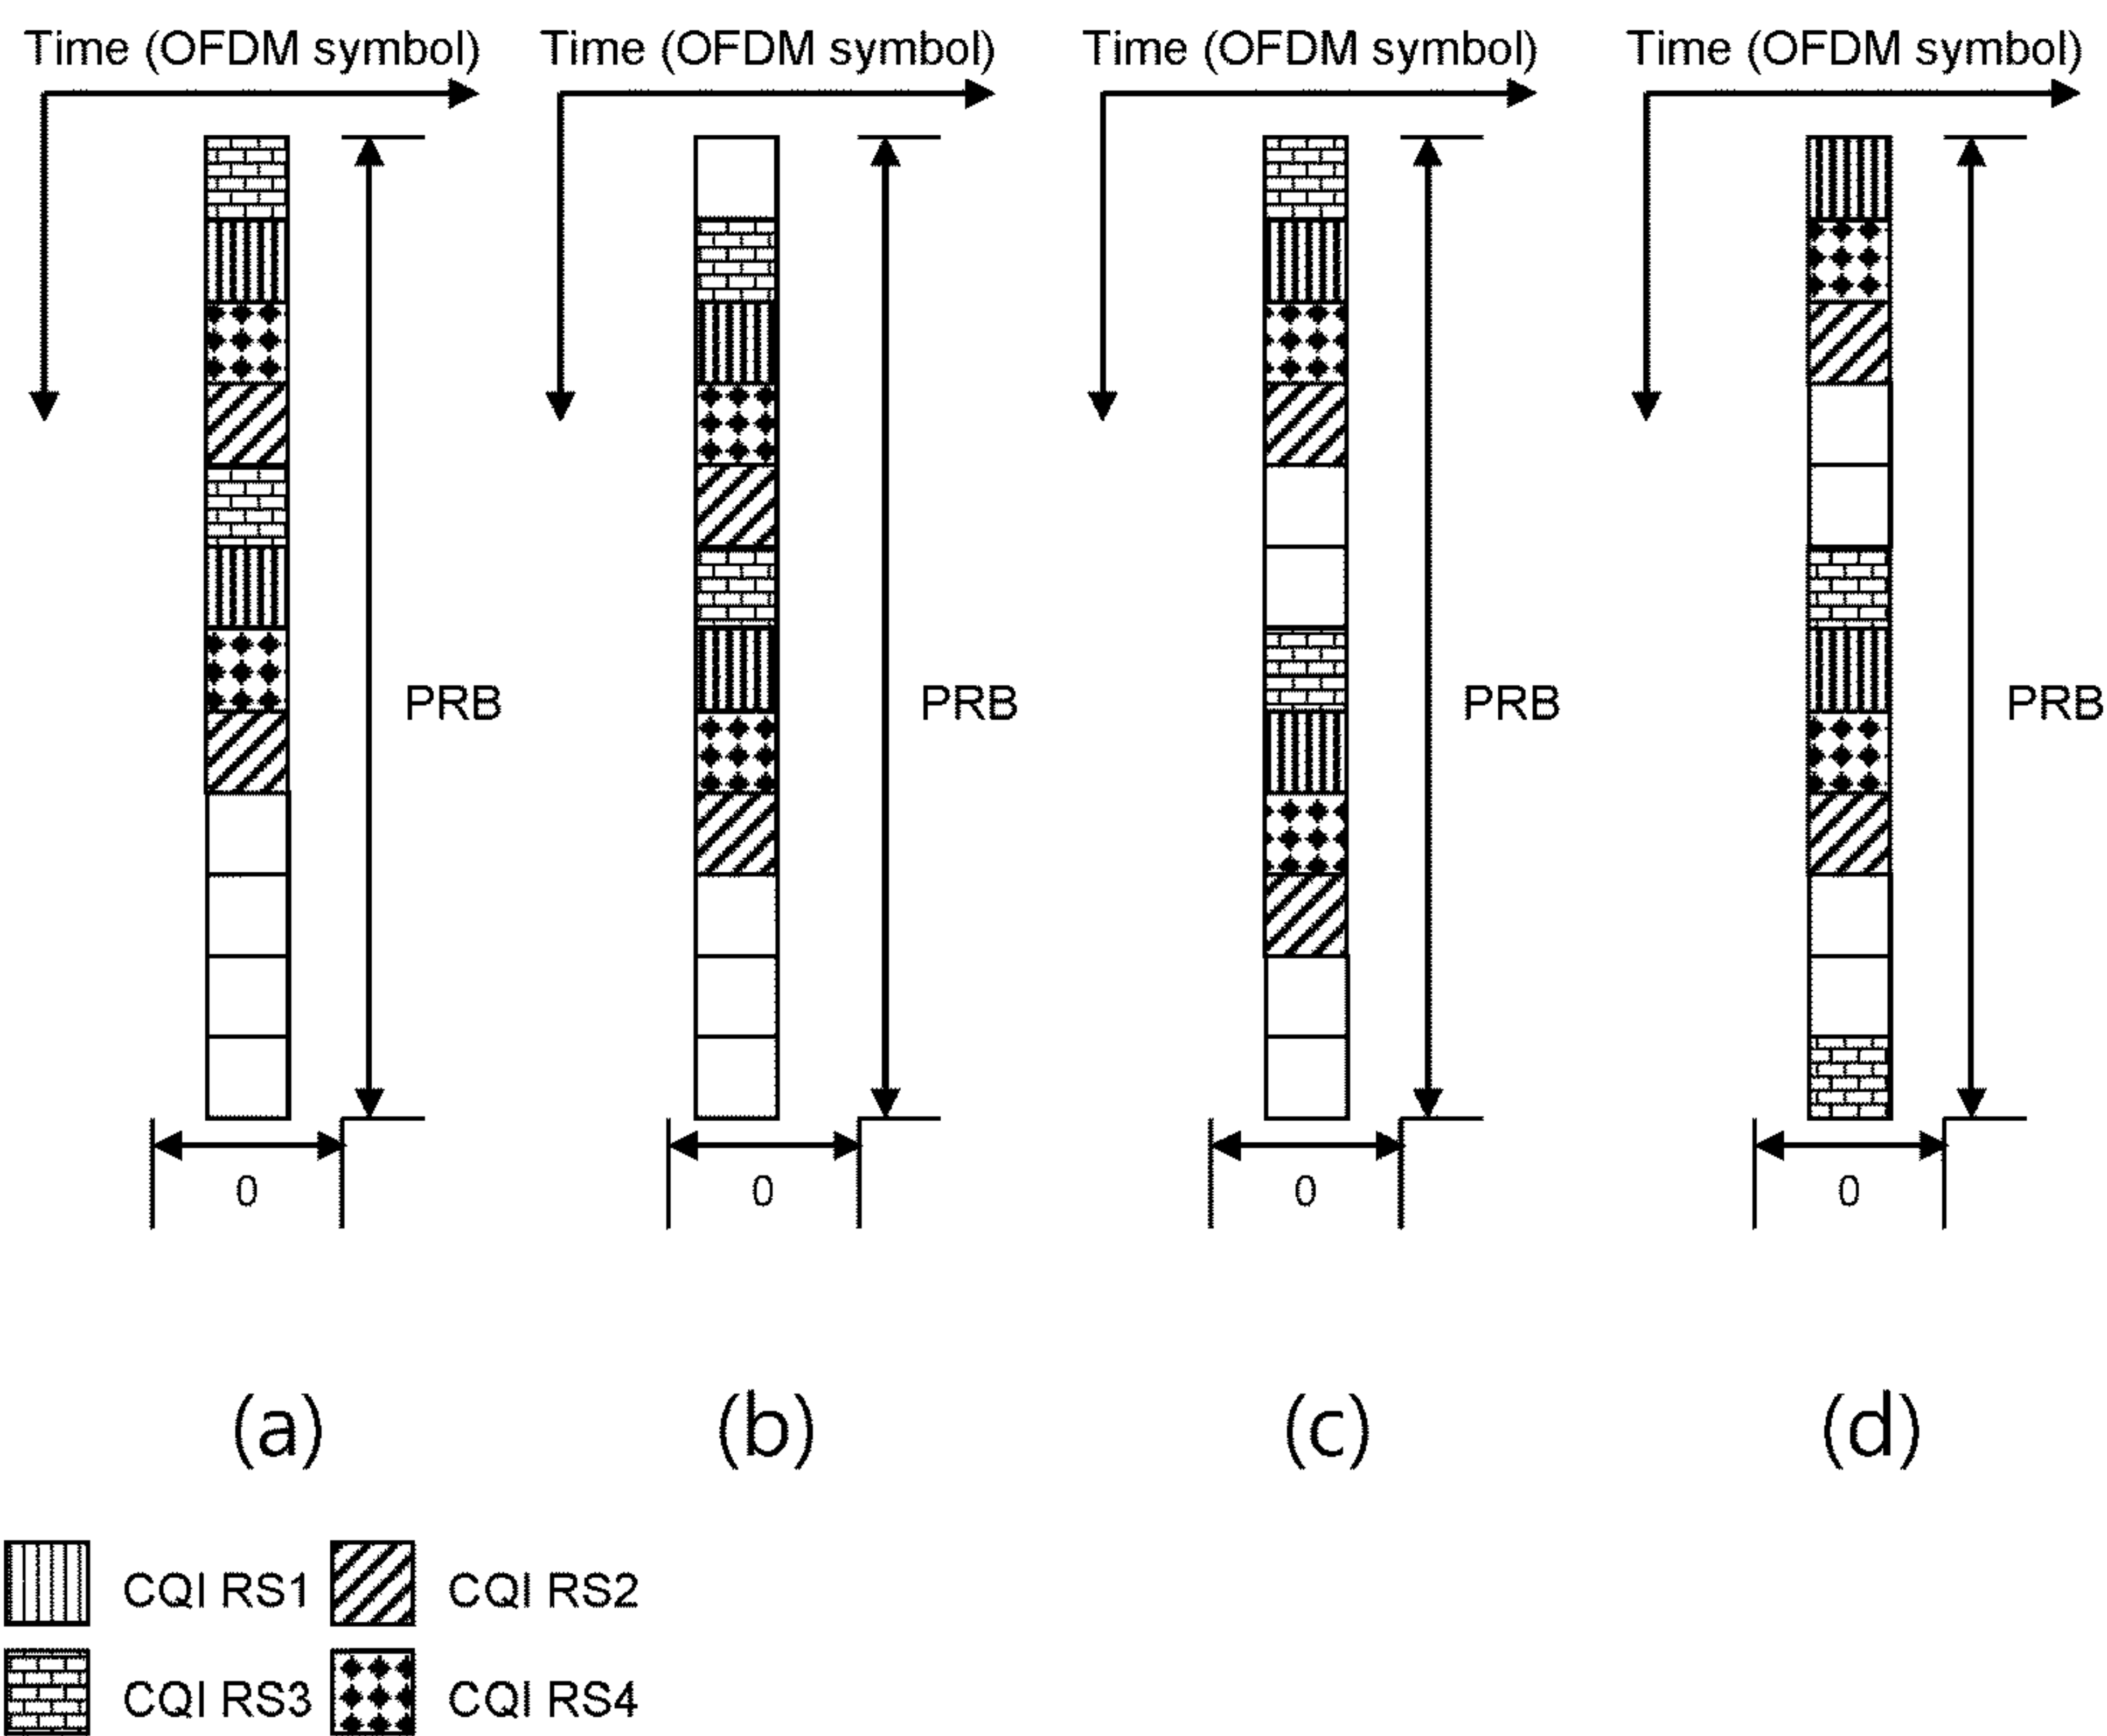 Time (OFDM symbol) Time (OFDM symbol) Time (OFDM symbol) Time (OFDM symbol)
PRB PRB PRB PRB
0 0 0 0
(a) (b) (c) (d)
CQI RS1 CQI RS2
CQI RS3 CQI RS4